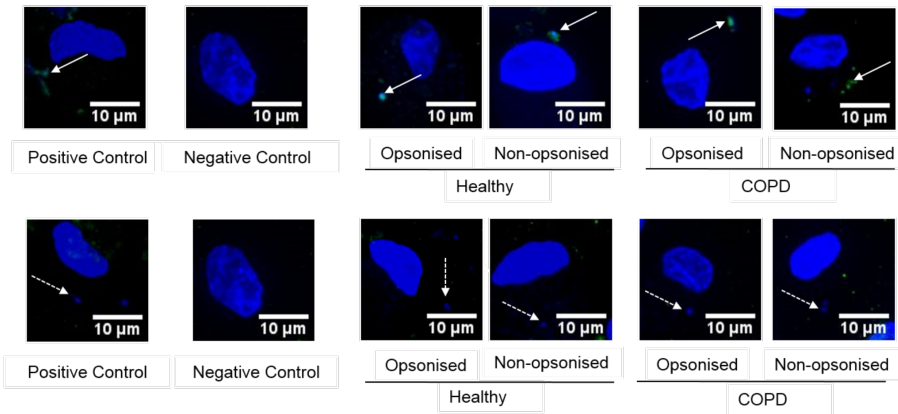 10 μm
10 μm
10 μm
10 μm
10 μm
10 μm
Positive Control
Negative Control
Opsonised
Non-opsonised
Opsonised
Non-opsonised
Healthy
COPD
10 μm
10 μm
10 μm
10 μm
10 μm
10 μm
Positive Control
Negative Control
Opsonised
Non-opsonised
Opsonised
Non-opsonised
Healthy
COPD